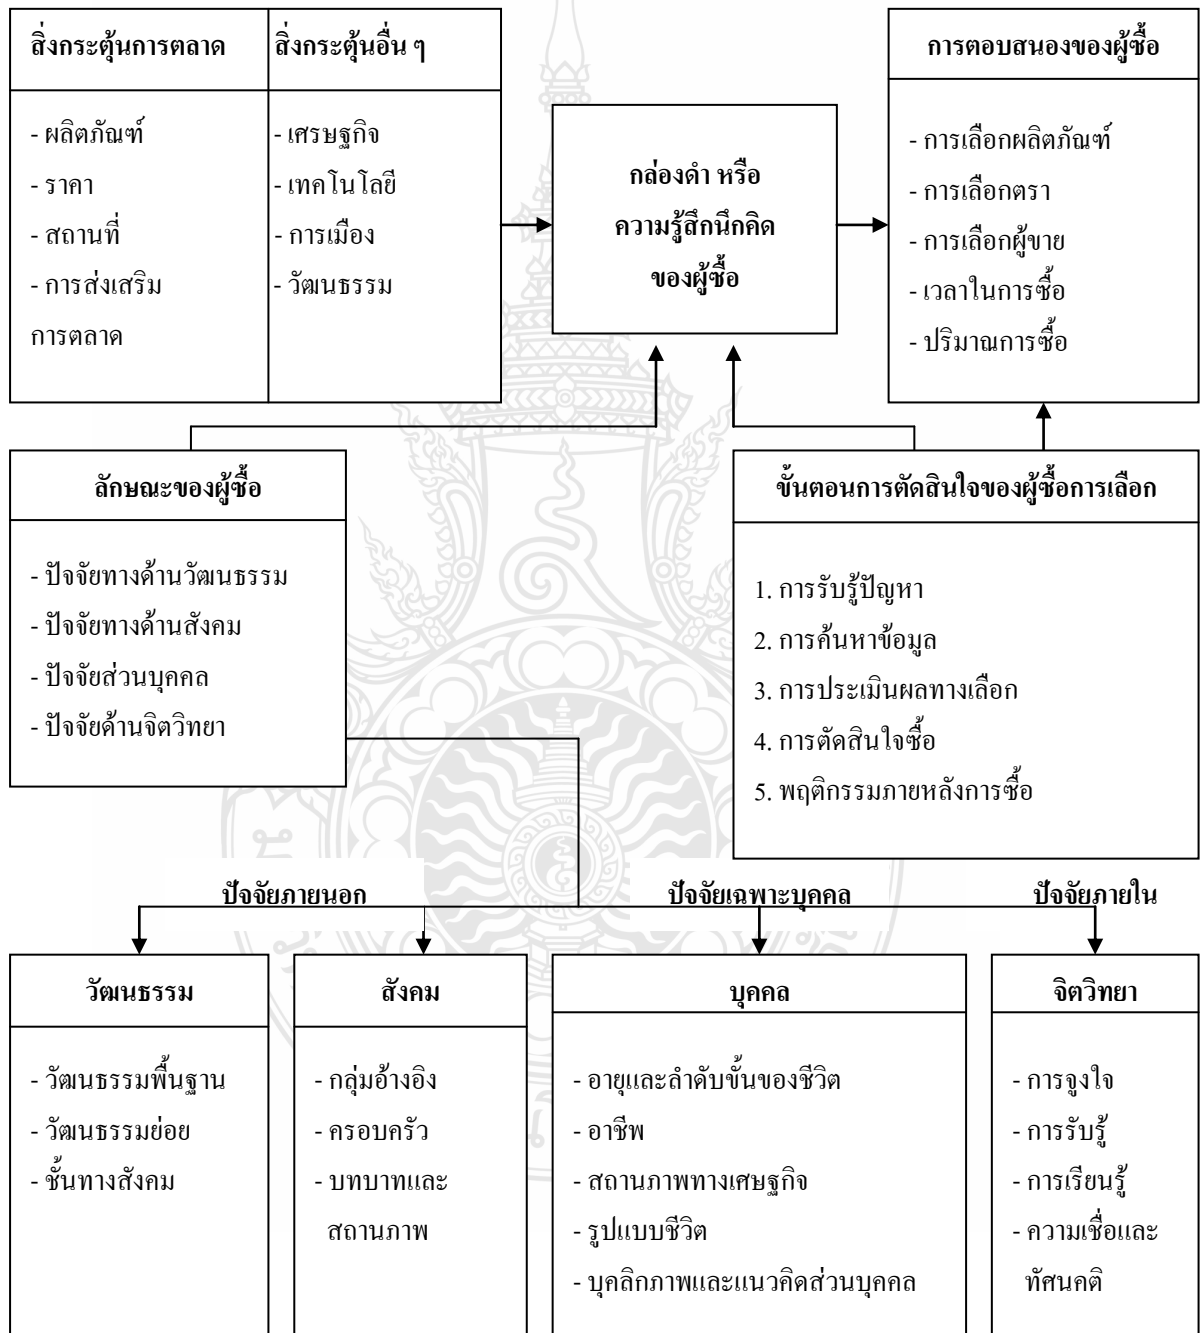 สิ่งกระตุ้นการตลาด
- ผลิตภัณฑ์
- ราคา
- สถานที่
- การส่งเสริม
การตลาด
สิ่งกระตุ้นอื่น ๆ
- เศรษฐกิจ
- เทคโนโลยี
- การเมือง
- วัฒนธรรม
กล่องดำ หรือ
ความรู้สึกนึกคิด
ของผู้ซื้อ
การตอบสนองของผู้ซื้อ
- การเลือกผลิตภัณฑ์
- การเลือกตรา
- การเลือกผู้ขาย
- เวลาในการซื้อ
- ปริมาณการซื้อ
ลักษณะของผู้ซื้อ
- ปัจจัยทางด้านวัฒนธรรม
- ปัจจัยทางด้านสังคม
- ปัจจัยส่วนบุคคล
- ปัจจัยด้านจิตวิทยา
ขั้นตอนการตัดสินใจของผู้ซื้อการเลือก
1. การรับรู้ปัญหา
2. การค้นหาข้อมูล
3. การประเมินผลทางเลือก
4. การตัดสินใจซื้อ
5. พฤติกรรมภายหลังการซื้อ
ปัจจัยภายนอก
ปัจจัยเฉพาะบุคคล
ปัจจัยภายใน
วัฒนธรรม
- วัฒนธรรมพื้นฐาน
- วัฒนธรรมย่อย
- ชั้นทางสังคม
สังคม
- กลุ่มอ้างอิง
- ครอบครัว
- บทบาทและ
สถานภาพ
บุคคล
- อายุและลำดับขั้นของชีวิต
- อาชีพ
- สถานภาพทางเศรษฐกิจ
- รูปแบบชีวิต
- บุคลิกภาพและแนวคิดส่วนบุคคล
จิตวิทยา
- การจูงใจ
- การรับรู้
- การเรียนรู้
- ความเชื่อและ
ทัศนคติ